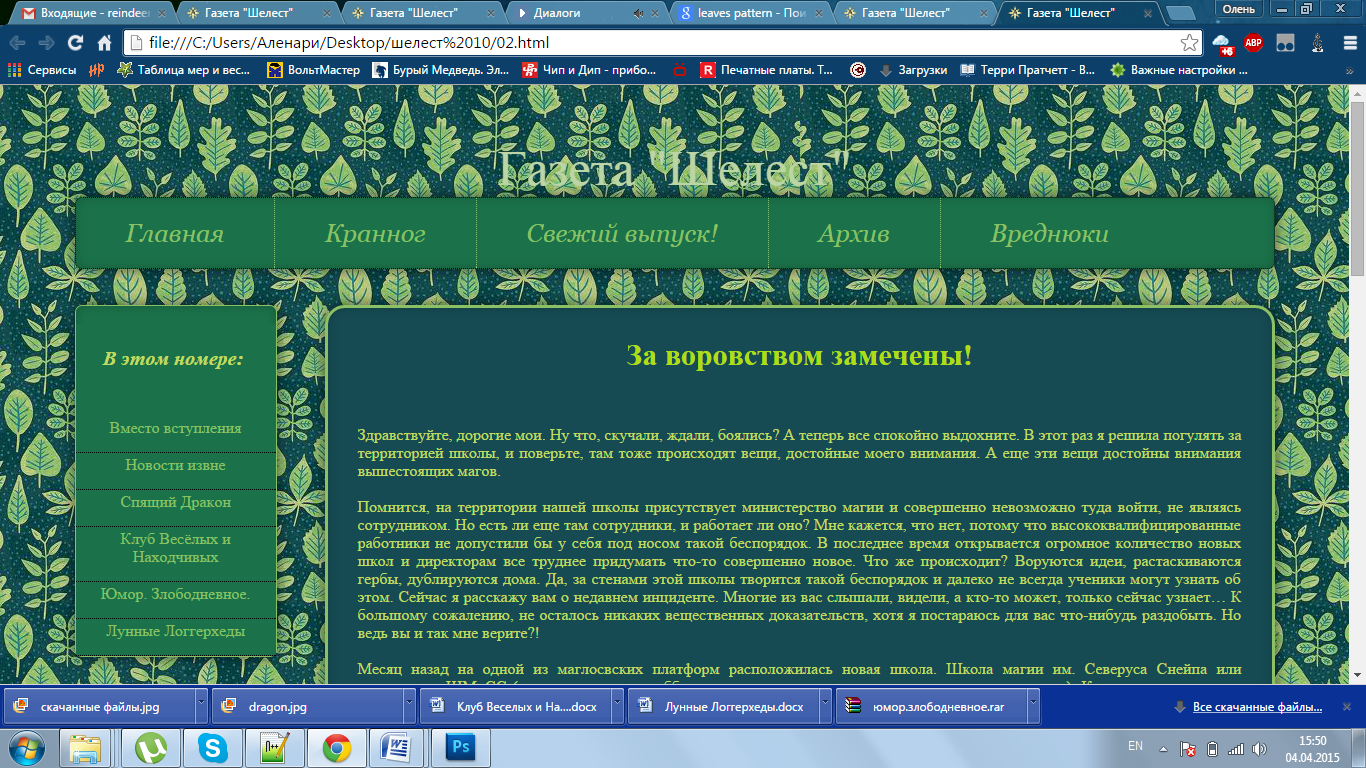 Входящие - reindee
Газета "Шелест"
Газета "Шелест"
Диалоги
leaves pattern - Пои
Газета "Шелест"
Газета "Шелест"
Олень
file:///C:/Users/Аленари/Desktop/шелест%2010/02.html
+6
ABP
Сервисы
Таблица мер и вес...
ВольтМастер
Бурый Медведь. Эл...
Чип и Дип - прибо...
Печатные платы. Т...
Загрузки
Терри Пратчетт - В...
Важные настройки ...
»
Газета "Шелест"
Главная
Кранног
Свежий выпуск!
Архив
Вреднюки
В этом номере:
Вместо вступления
Новости извне
Спящий Дракон
Клуб Весёлых и
Находчивых
Юмор. Злободневное.
Лунные Логгерхеды
За воровством замечены!
Здравствуйте, дорогие мои. Ну что, скучали, ждали, боялись? А теперь все спокойно выдохните. В этот раз я решила погулять за
территорией школы, и поверьте, там тоже происходят вещи, достойные моего внимания. А еще эти вещи достойны внимания
вышестоящих магов.
Помнится, на территории нашей школы присутствует министерство магии и совершенно невозможно туда войти, не являясь
сотрудником. Но есть ли еще там сотрудники, и работает ли оно? Мне кажется, что нет, потому что высококвалифицированные
работники не допустили бы у себя под носом такой беспорядок. В последнее время открывается огромное количество новых
школ и директорам все труднее придумать что-то совершенно новое. Что же происходит? Воруются идеи, растаскиваются
гербы, дублируются дома. Да, за стенами этой школы творится такой беспорядок и далеко не всегда ученики могут узнать об
этом. Сейчас я расскажу вам о недавнем инциденте. Многие из вас слышали, видели, а кто-то может, только сейчас узнает… К
большому сожалению, не осталось никаких вещественных доказательств, хотя я постараюсь для вас что-нибудь раздобыть. Но
ведь вы и так мне верите?!
Месяц назад на одной из маглосвских платформ расположилась новая школа. Школа магии им. Северуса Снейпа или
скачанные файлы.jpg
dragon.jpg
Клуб Веселых и На....docx
Лунные Логгерхеды.docx
юмор.злободневное.rar
Все скачанные файлы...
EN
15:50
04.04.2015